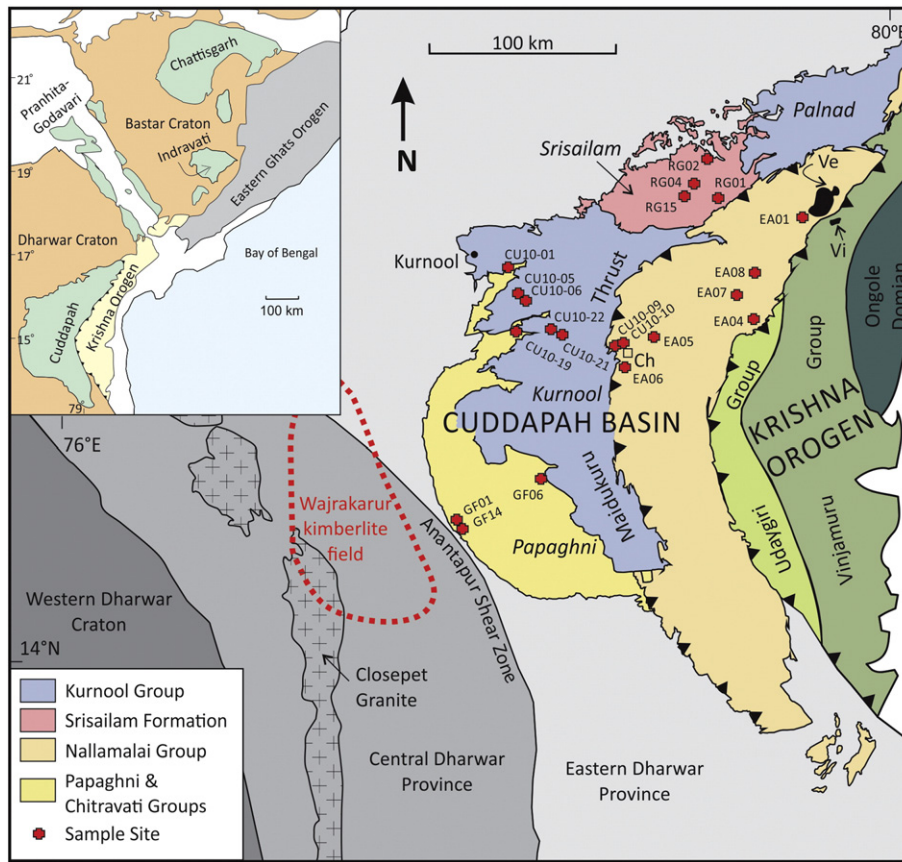 Chattisgarh
21°
Pranhita-
Godavari
Bastar Craton
Indravati
Eastern Ghats Orogen
19°
Dharwar Craton
17°
Bay of Bengal
Krishna Orogen
Cuddapah
100 km
15°
79°
100 km
80°
N
Palnad
Srisailam
RG02
RG04
RG01
RG15
Ve
EA01
Vi
Kurnool
CU10-01
CU10-05
CU10-06
Thrust
EA08
EA07
EA04
CU10-22
CU10-09
CU10-10
CU10-21
CU10-19
EA05
Ch
EA06
Ongole
Domian
Group
Group
Kurnool
CUDDAPAH BASIN
KRISHNA
OROGEN
76°E
Wajrakarur
kimberlite
field
GF06
GF01
GF14
Maidukuru
Papaghni
Anantapur Shear Zone
Udaygiri
Vinjamuru
Western Dharwar
Craton
14°N
Closepet
Granite
Central Dharwar
Province
Eastern Dharwar
Province
Kurnool Group
Srisailam Formation
Nallamalai Group
Papaghni &
Chitravati Groups
Sample Site